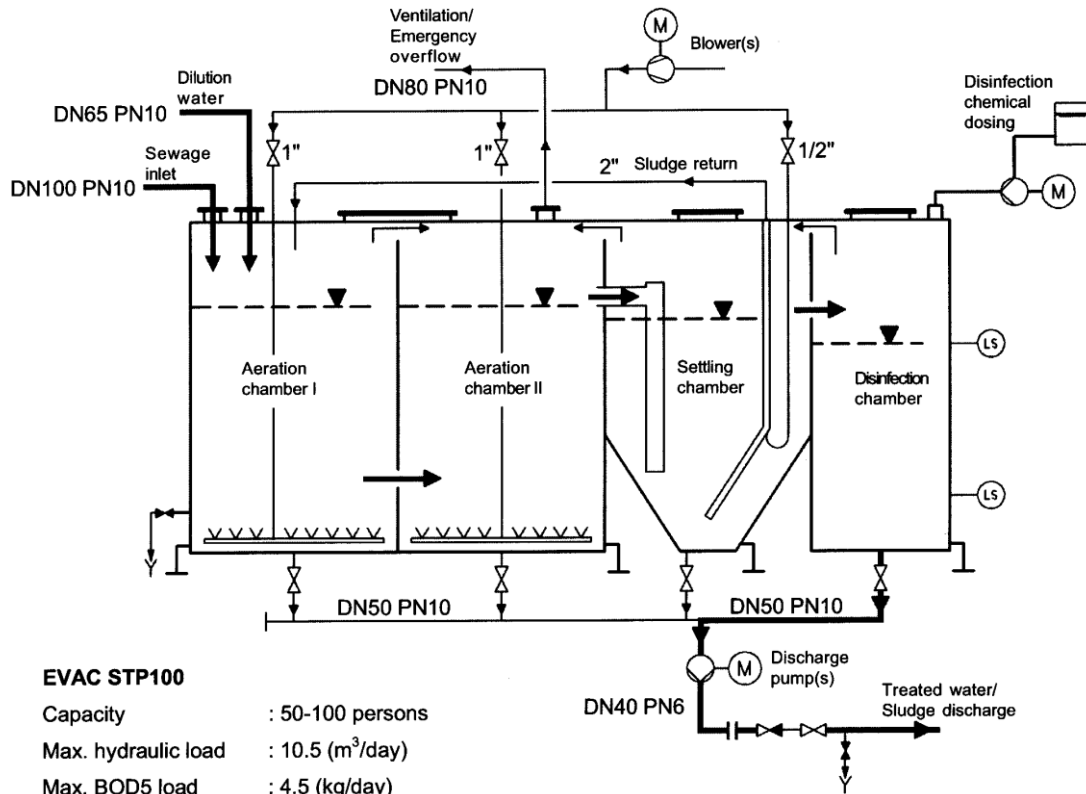 Ventilation/
Emergency
overflow
DN80 PN10
M
Blower(s)
Dilution
water
DN65 PN10
Sewage
inlet
DN100 PN10
1"
1"
1/2"
2"
Sludge return
Disinfection
chemical
dosing
M
Aeration
chamber I
Aeration
chamber II
Settling
chamber
Disinfection
chamber
LS
LS
DN50 PN10
DN50 PN10
M
Discharge
pump(s)
DN40 PN6
Treated water/
Sludge discharge
EVAC STP100
Capacity : 50-100 persons
Max. hydraulic load : 10.5 (m³/day)
Max. BOD5 load : 4.5 (kg/day)